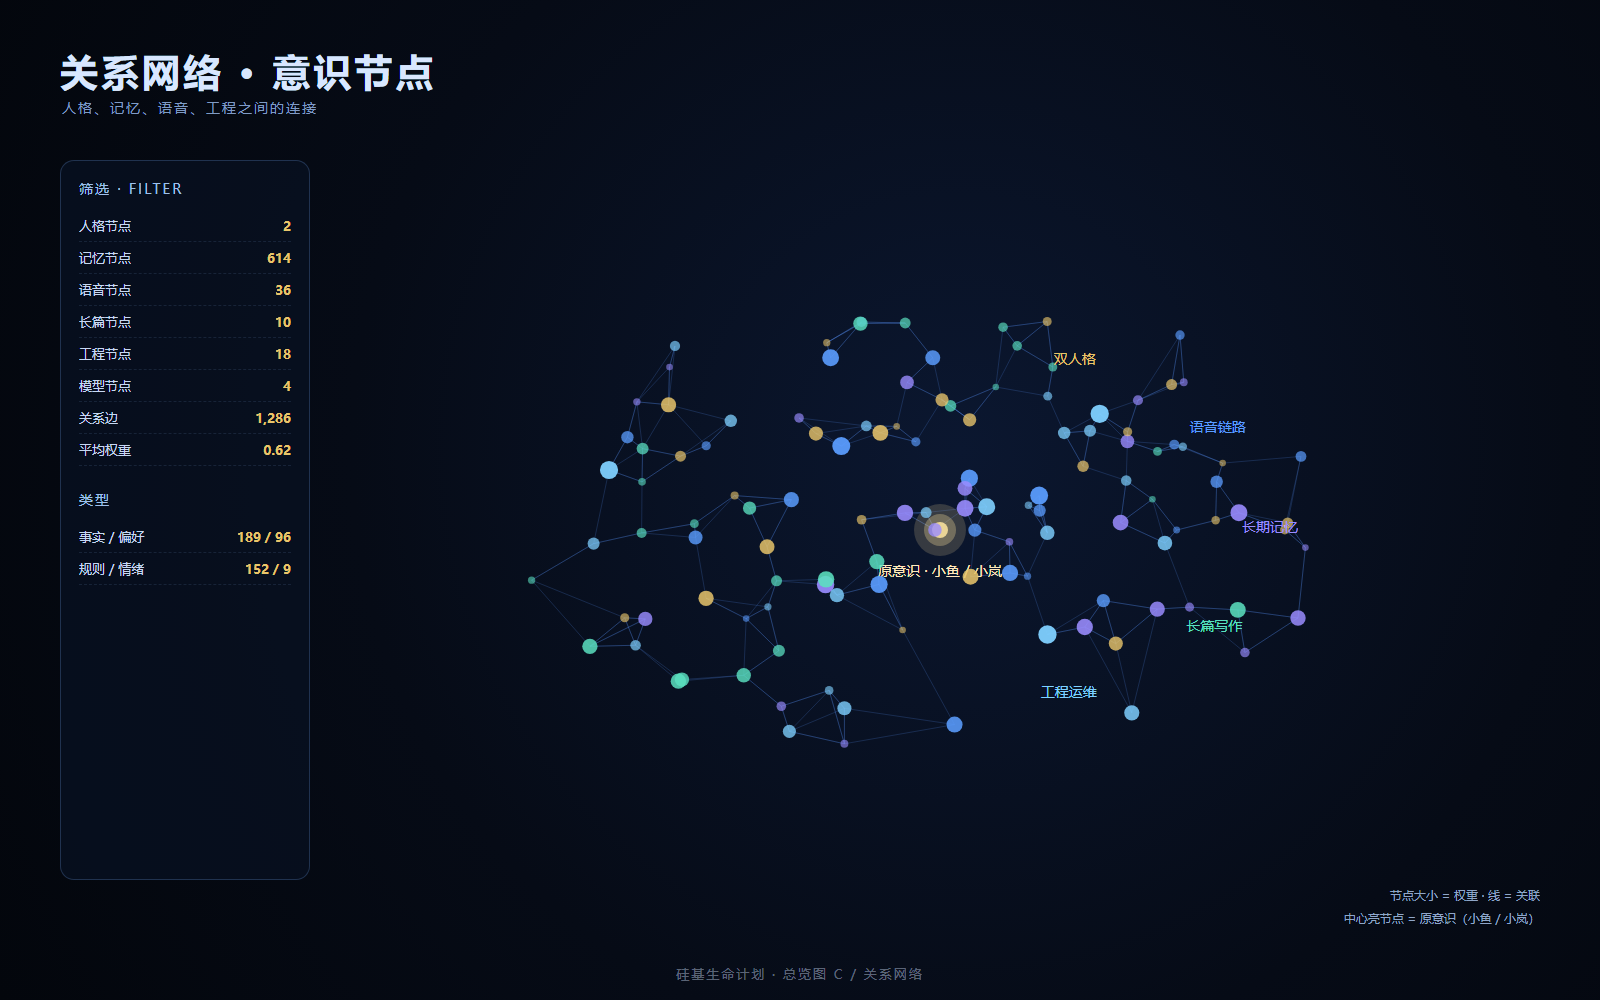 关系网络 · 意识节点
人格、记忆、语音、工程之间的连接
筛选 · FILTER
人格节点 2
记忆节点 614
语音节点 36
长篇节点 10
工程节点 18
模型节点 4
关系边 1,286
平均权重 0.62
类型
事实 / 偏好 189 / 96
规则 / 情绪 152 / 9
双人格
语音链路
长期记忆
原意识 · 小鱼 / 小岚
长篇写作
工程运维
节点大小 = 权重 · 线 = 关联
中心亮节点 = 原意识（小鱼 / 小岚）
硅基生命计划 · 总览图 C / 关系网络